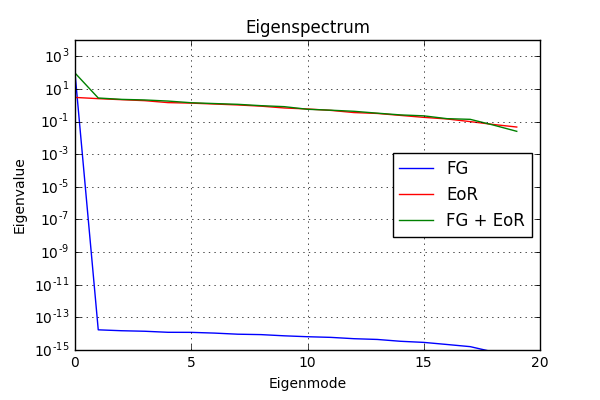 Eigenspectrum
Eigenvalue
10^3
10^1
10^-1
10^-3
10^-5
10^-7
10^-9
10^-11
10^-13
10^-15
FG
EoR
FG + EoR
0 5 10 15 20
Eigenmode